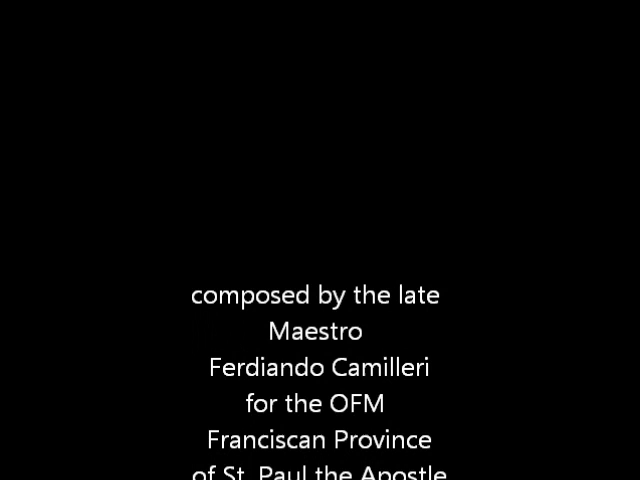 composed by the late
Maestro
Ferdiando Camilleri
for the OFM
Franciscan Province
of St. Paul the Apostle